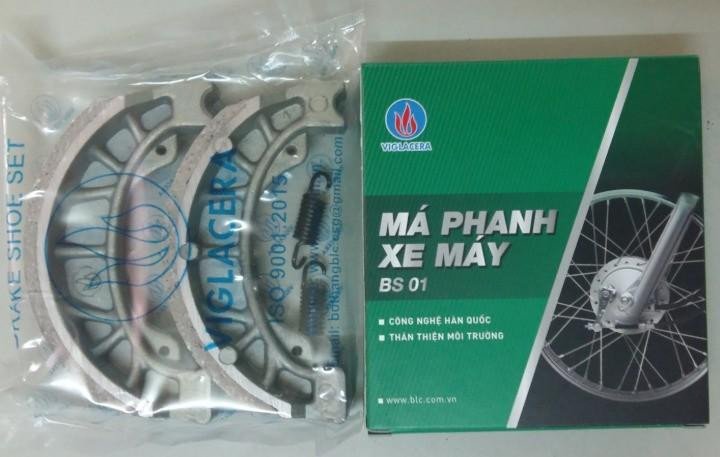 BRAKE SHOE SET
VIGLACERA
ISO 9001:2015
VIGLACERA
MÁ PHANH
XE MÁY
BS 01
CÔNG NGHỆ HÀN QUỐC
THÂN THIỆN MÔI TRƯỜNG
www.blc.com.vn